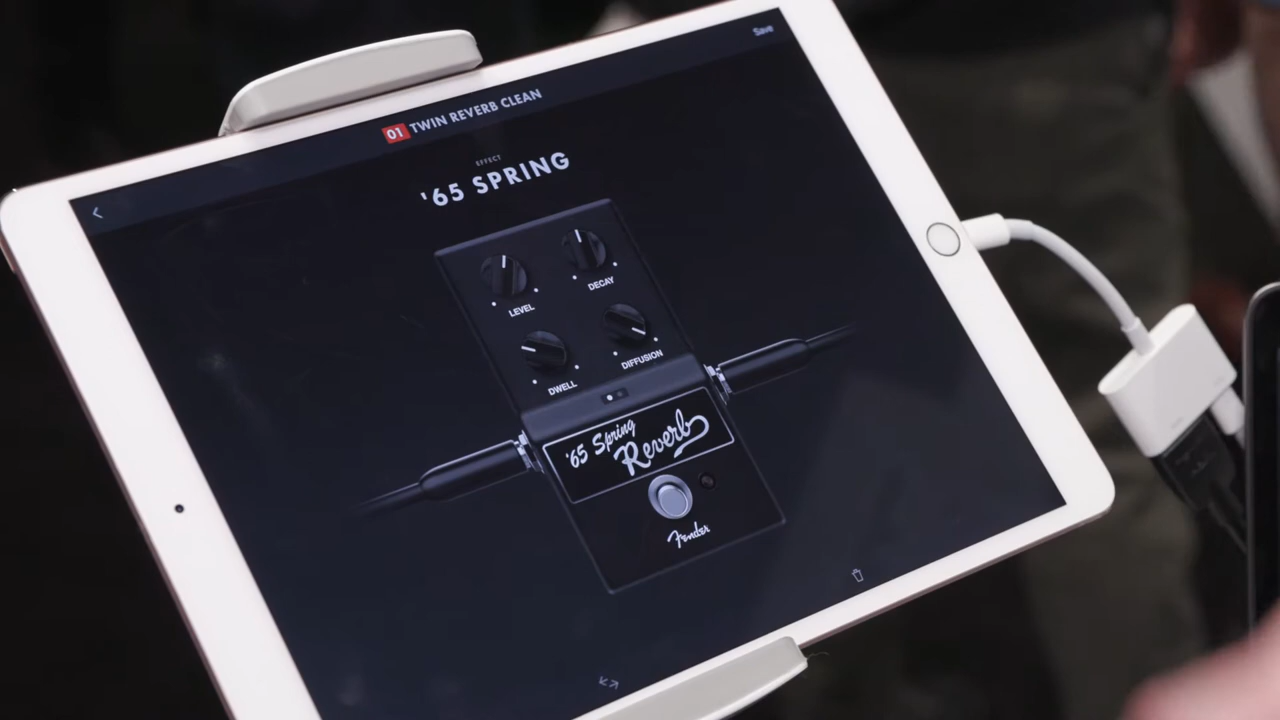 Save
01 TWIN REVERB CLEAN
EFFECT
'65 SPRING
LEVEL
DECAY
DWELL
DIFFUSION
'65 Spring
Reverb
Fender